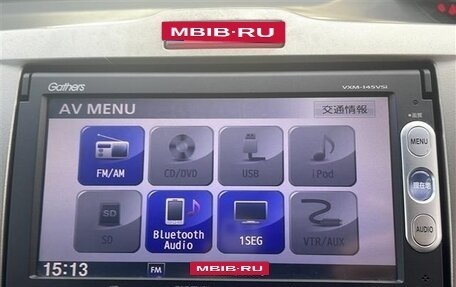 MBIB-RU
Gathers
VXM-145VSi
AV MENU
交通情報
MENU
FM/AM
CD/DVD
USB
iPod
現在地
SD
SD
Bluetooth
Audio
1SEG
VTR/AUX
AUDIO
15:13
FM
MBIB-RU